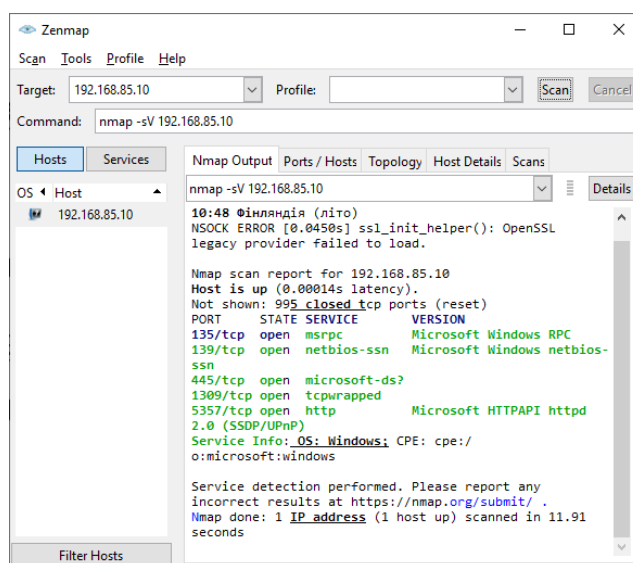 Zenmap
Scan Tools Profile Help
Target: 192.168.85.10 Profile: Scan Cancel
Command: nmap -sV 192.168.85.10
Hosts Services
Nmap Output Ports / Hosts Topology Host Details Scans
OS Host
nmap -sV 192.168.85.10 Details
192.168.85.10
10:48 Фінляндія (літо)
NSOCK ERROR [0.0450s] ssl_init_helper(): OpenSSL
legacy provider failed to load.
Nmap scan report for 192.168.85.10
Host is up (0.00014s latency).
Not shown: 995 closed tcp ports (reset)
PORT STATE SERVICE VERSION
135/tcp open msrpc Microsoft Windows RPC
139/tcp open netbios-ssn Microsoft Windows netbios-
ssn
445/tcp open microsoft-ds?
1309/tcp open tcpwrapped
5357/tcp open http Microsoft HTTPAPI httpd
2.0 (SSDP/UPnP)
Service Info: OS: Windows; CPE: cpe:/
o:microsoft:windows
Service detection performed. Please report any
incorrect results at https://nmap.org/submit/ .
Nmap done: 1 IP address (1 host up) scanned in 11.91
seconds
Filter Hosts